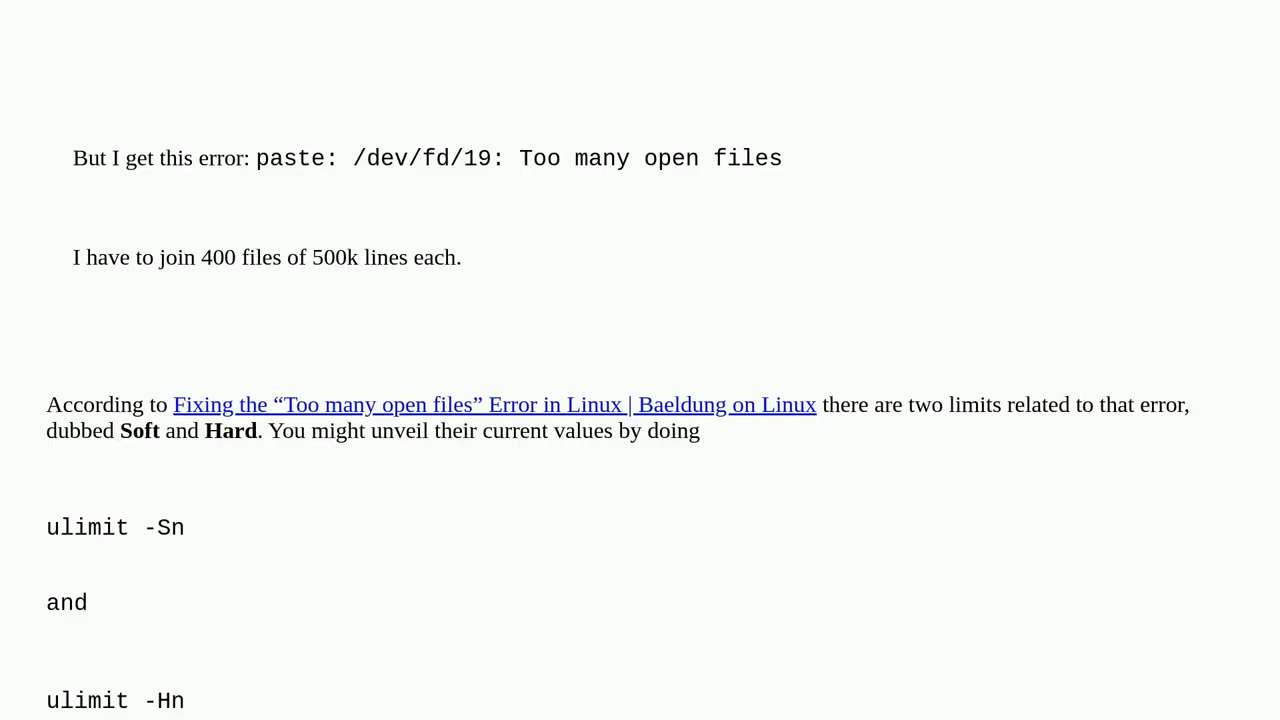 But I get this error: paste: /dev/fd/19: Too many open files
I have to join 400 files of 500k lines each.
According to Fixing the “Too many open files” Error in Linux | Baeldung on Linux there are two limits related to that error,
dubbed Soft and Hard. You might unveil their current values by doing
ulimit -Sn
and
ulimit -Hn